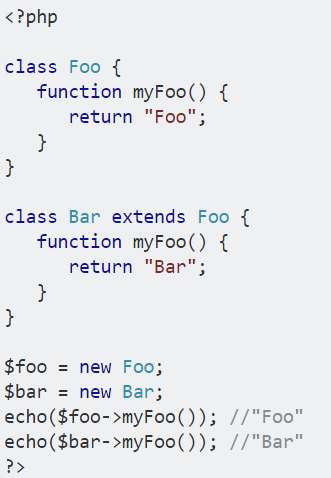 <?php
class Foo {
function myFoo() {
return "Foo";
}
}
class Bar extends Foo {
function myFoo() {
return "Bar";
}
}
$foo = new Foo;
$bar = new Bar;
echo($foo->myFoo()); //"Foo"
echo($bar->myFoo()); //"Bar"
?>